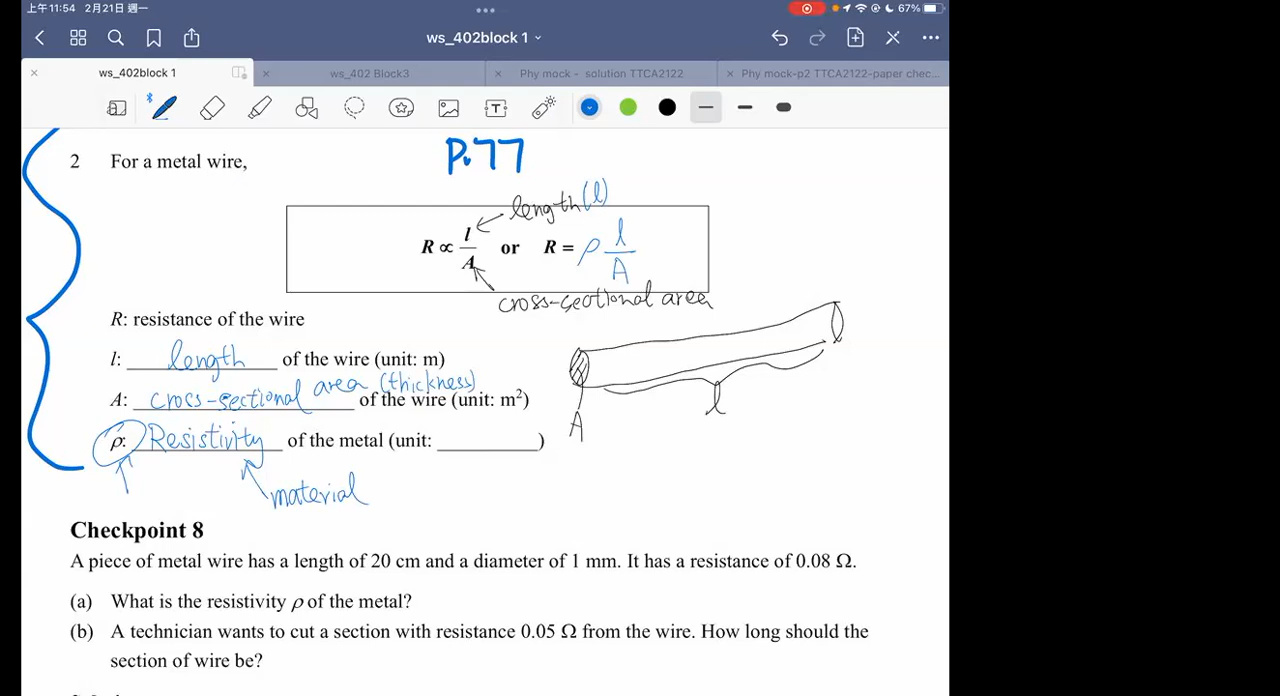 上午11:54 2月21日 週一
67%
ws_402block 1
ws_402block 1
ws_402 Block3
Phy mock - solution TTCA2122
Phy mock-p2 TTCA2122-paper chec...
P.77
2 For a metal wire,
length (l)
R ∝ l/A or R = ρ l/A
cross-sectional area
R: resistance of the wire
l: length of the wire (unit: m)
A: cross-sectional area (thickness) of the wire (unit: m²)
ρ: Resistivity of the metal (unit: __________)
material
A
l
Checkpoint 8
A piece of metal wire has a length of 20 cm and a diameter of 1 mm. It has a resistance of 0.08 Ω.
(a) What is the resistivity ρ of the metal?
(b) A technician wants to cut a section with resistance 0.05 Ω from the wire. How long should the
section of wire be?